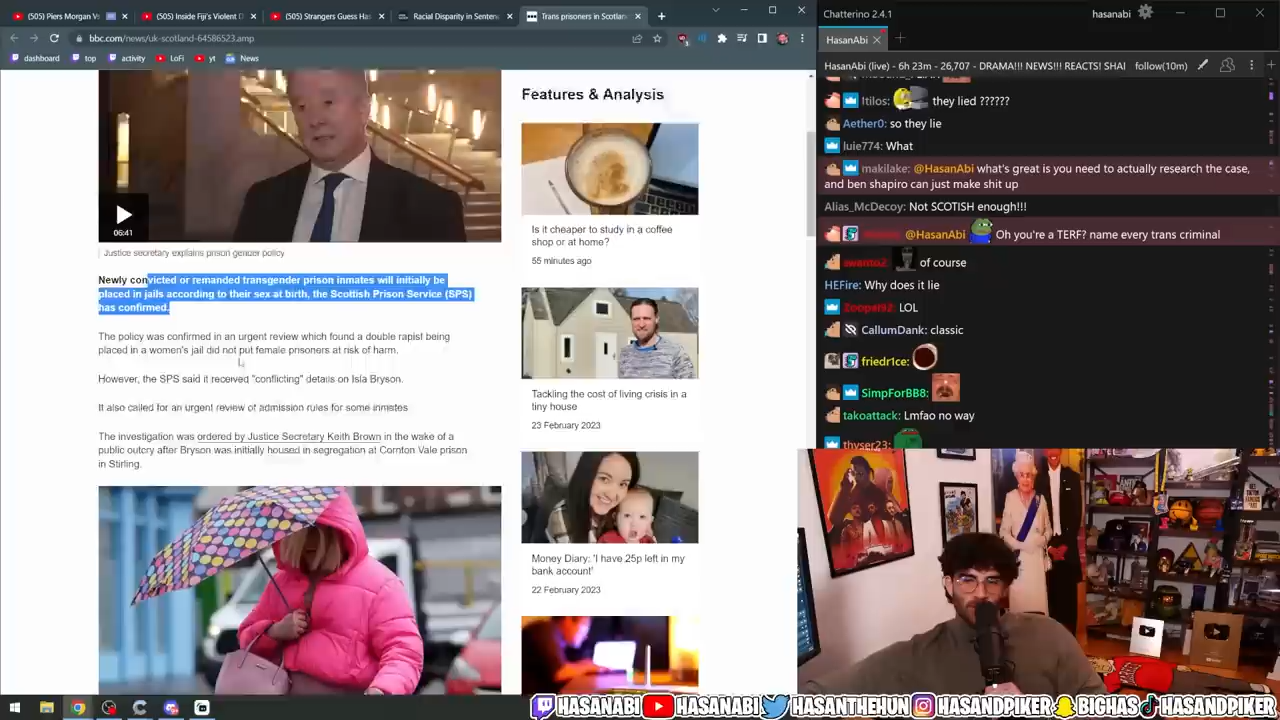 (505) Piers Morgan
(505) Inside Fiji's Violent D
(505) Strangers Guess Has
Racial Disparity in Senten
Trans prisoners in Scotlan
bbc.com/news/uk-scotland-64586523.amp
dashboard
top
activity
LoFi
yt
News
06:41
Justice secretary explains prison gender policy
Newly convicted or remanded transgender prison inmates will initially be
placed in jails according to their sex at birth, the Scottish Prison Service (SPS)
has confirmed.
The policy was confirmed in an urgent review which found a double rapist being
placed in a women's jail did not put female prisoners at risk of harm.
However, the SPS said it received "conflicting" details on Isla Bryson.
It also called for an urgent review of admission rules for some inmates
The investigation was ordered by Justice Secretary Keith Brown in the wake of a
public outcry after Bryson was initially housed in segregation at Cornton Vale prison
in Stirling.
Features & Analysis
Is it cheaper to study in a coffee
shop or at home?
55 minutes ago
Tackling the cost of living crisis in a
tiny house
23 February 2023
Money Diary: 'I have 25p left in my
bank account'
22 February 2023
Chatterino 2.4.1
hasanabi
HasanAbi
HasanAbi (live) - 6h 23m - 26,707 - DRAMA!!! NEWS!!! REACTS! SHAI
follow(10m)
ltilos: they lied ??????
Aether0: so they lie
luie774: What
makilake: @HasanAbi what's great is you need to actually research the case,
and ben shapiro can just make shit up
Alias_McDecoy: Not SCOTISH enough!!!
@HasanAbi Oh you're a TERF? name every trans criminal
swanto2: of course
HEFire: Why does it lie
LOL
CallumDank: classic
friedr1ce:
SimpForBB8:
takoattack: Lmfao no way
thyser23:
HASANABI
HASANABI
HASANTHEHUN
HASANDPIKER
BIGHAS
HASANDPIKER